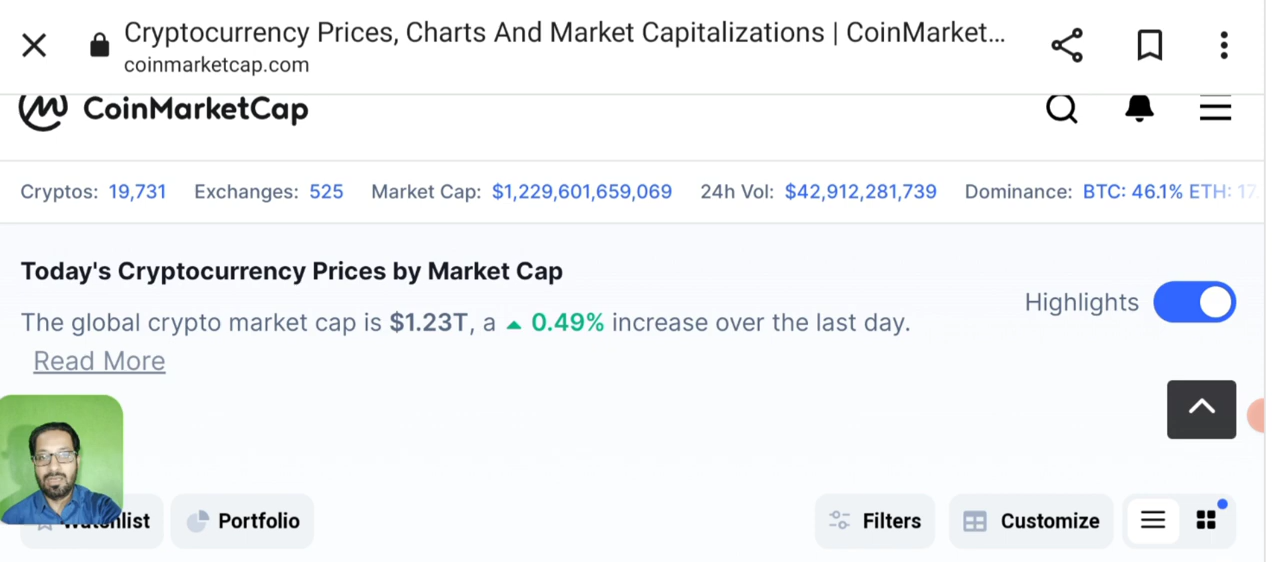 Cryptocurrency Prices, Charts And Market Capitalizations | CoinMarket...
coinmarketcap.com
CoinMarketCap
Cryptos: 19,731 Exchanges: 525 Market Cap: $1,229,601,659,069 24h Vol: $42,912,281,739 Dominance: BTC: 46.1% ETH: 17.
Today's Cryptocurrency Prices by Market Cap
Highlights
The global crypto market cap is $1.23T, a ▲ 0.49% increase over the last day.
Read More
Watchlist Portfolio Filters Customize